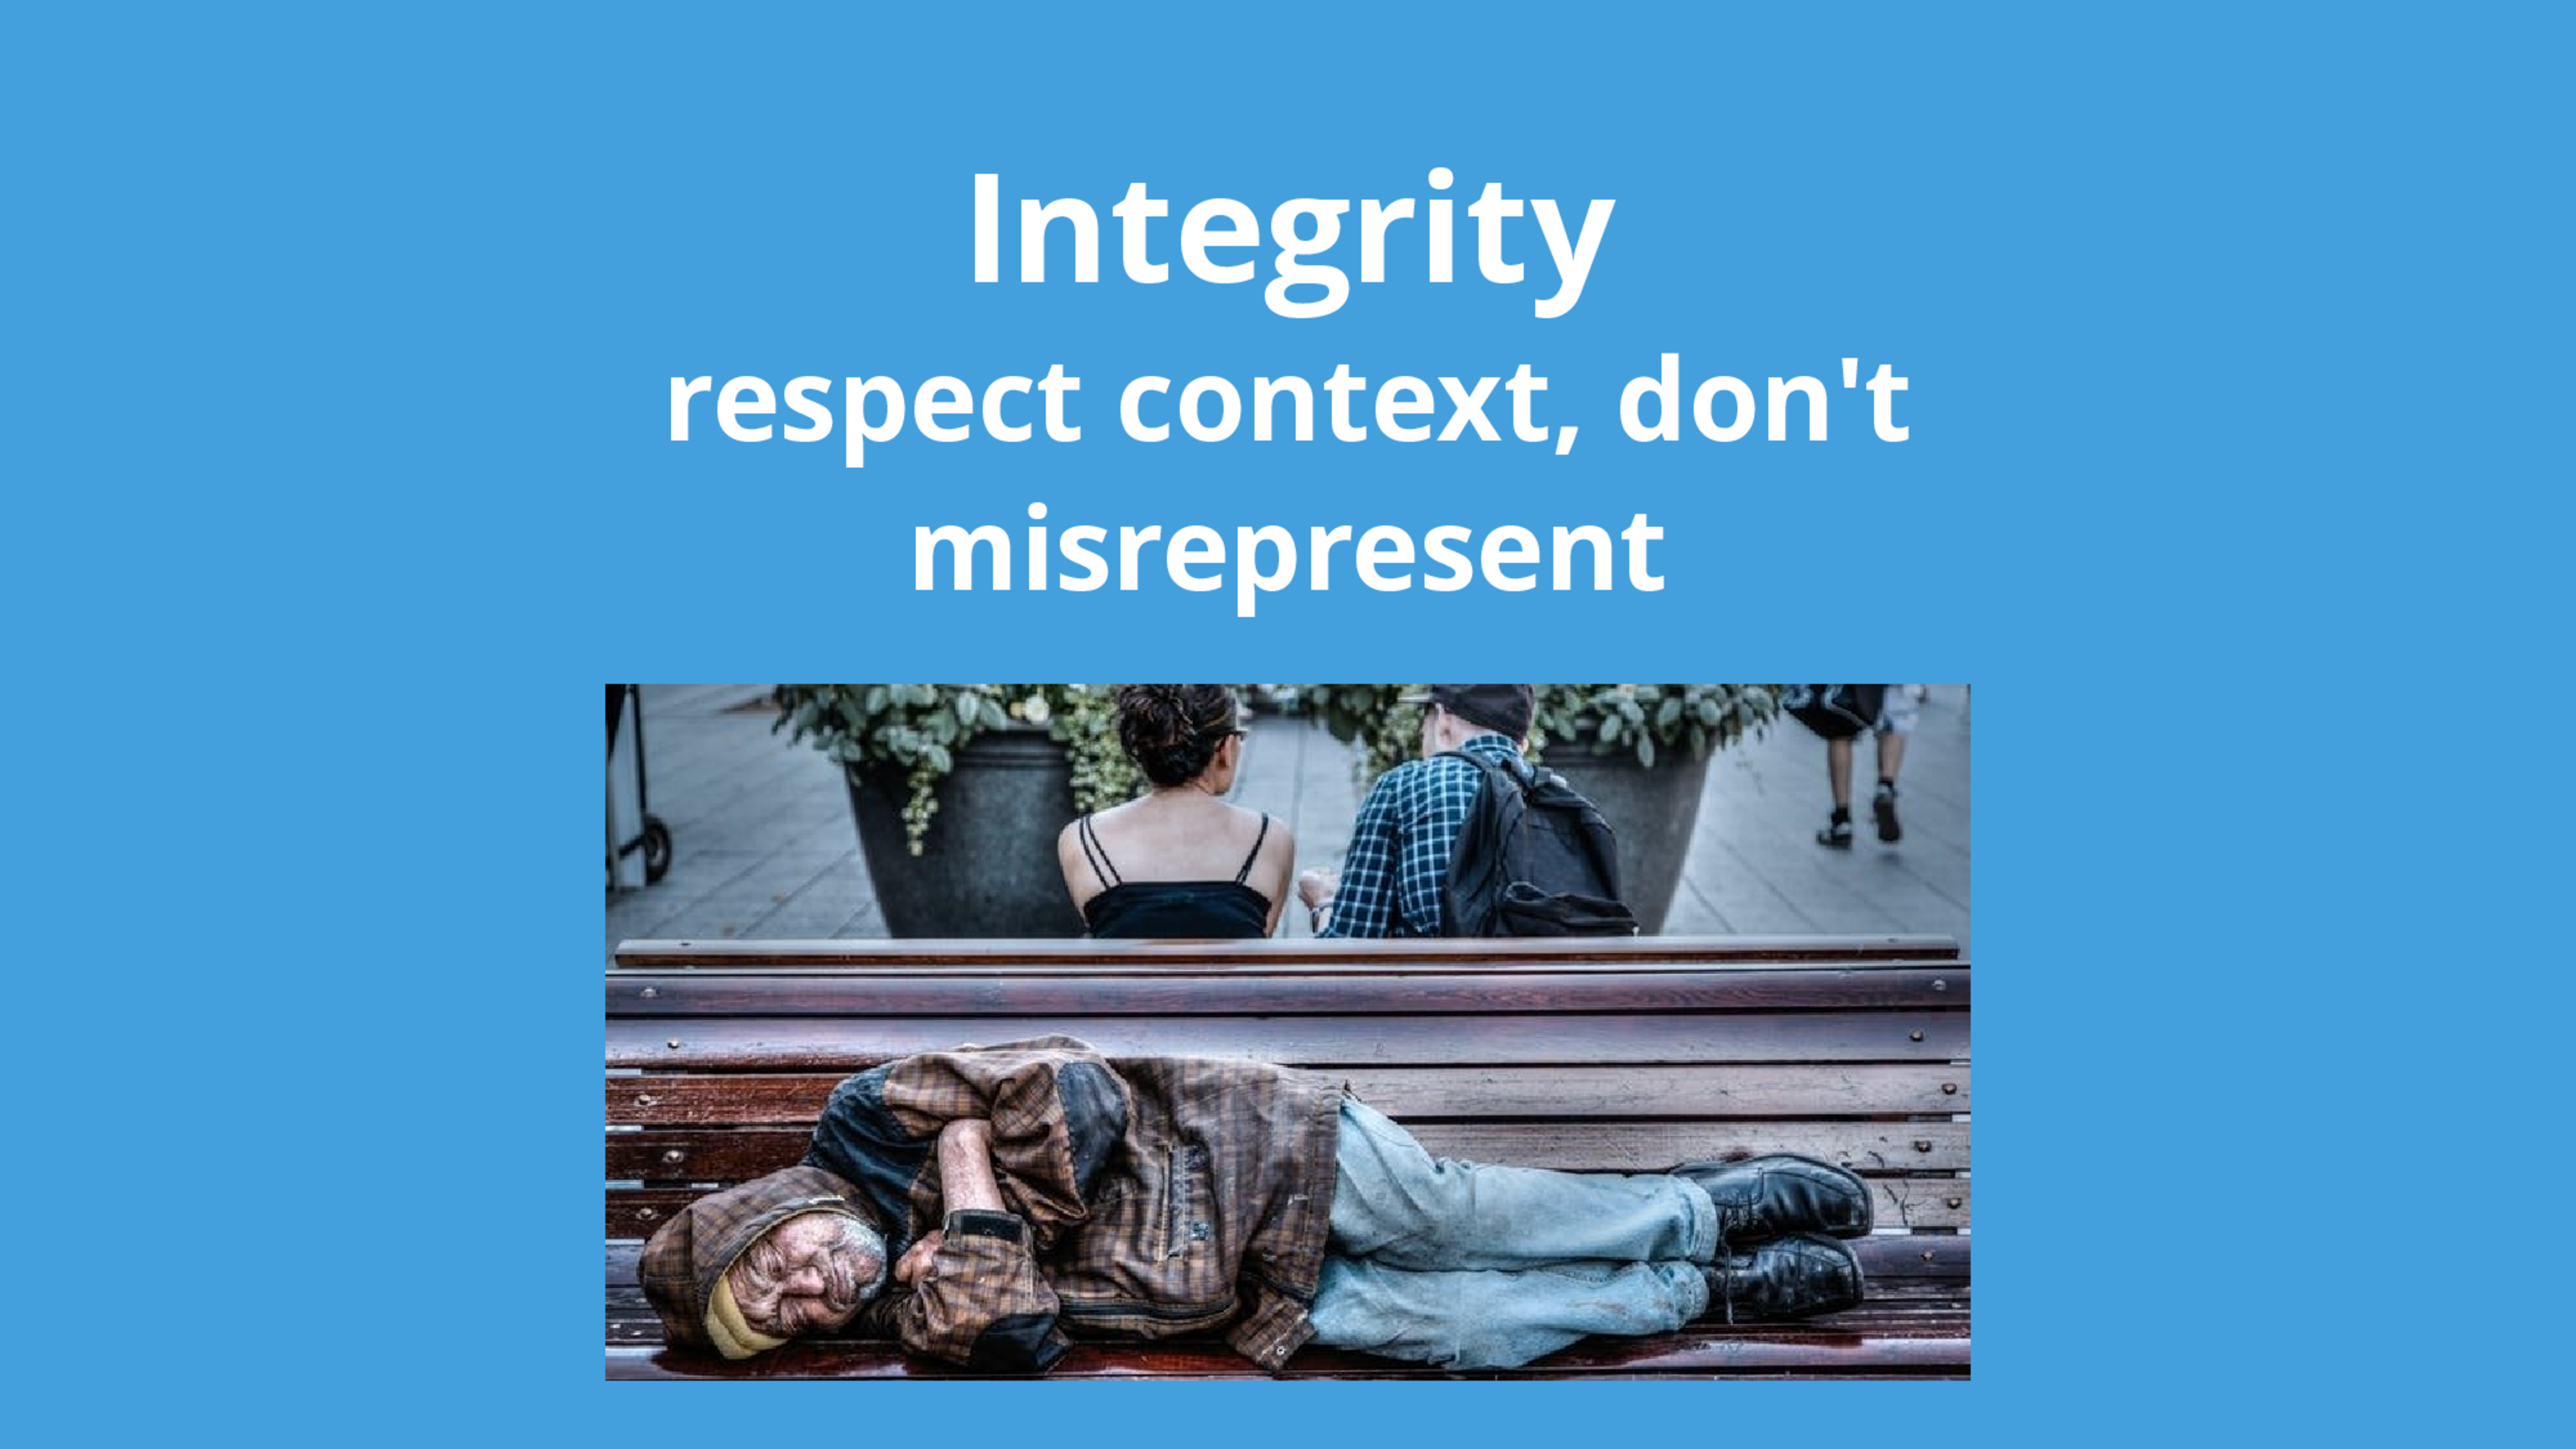 Integrity
respect context, don't
misrepresent